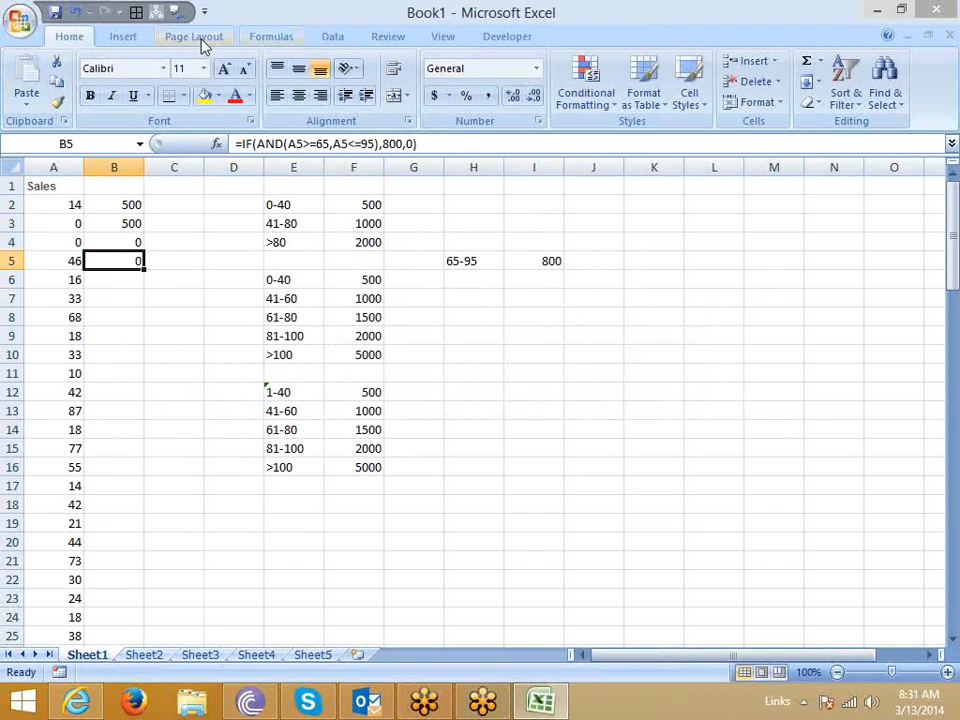 Book1 - Microsoft Excel
Home Insert Page Layout Formulas Data Review View Developer
Calibri 11 General
Paste Conditional Formatting Format as Table Cell Styles Insert Delete Format Sort & Filter Find & Select
Clipboard Font Alignment Number Styles Cells Editing
B5 fx =IF(AND(A5>=65,A5<=95),800,0)
A B C D E F G H I J K L M N O
1 Sales
2 14 500 0-40 500
3 0 500 41-80 1000
4 0 0 >80 2000
5 46 0 65-95 800
6 16 0-40 500
7 33 41-60 1000
8 68 61-80 1500
9 18 81-100 2000
10 33 >100 5000
11 10
12 42 1-40 500
13 87 41-60 1000
14 18 61-80 1500
15 77 81-100 2000
16 55 >100 5000
17 14
18 42
19 21
20 44
21 73
22 30
23 24
24 18
25 38
Sheet1 Sheet2 Sheet3 Sheet4 Sheet5
Ready 100%
Links 8:31 AM
3/13/2014